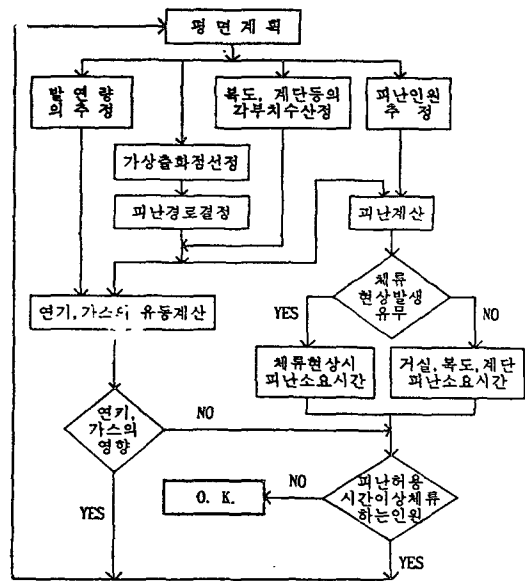 평 면 계 획
발 연 량
의 추 정
복도, 계단등의
각부치수산정
피난인원
추 정
가상출화점선정
피난경로결정
피난계산
체류
현상발생
유무
YES
NO
연기, 가스의 유동계산
체류현상시
피난소요시간
거실, 복도, 계단
피난소요시간
연기,
가스의
영향
NO
YES
O. K.
NO
피난허용
시간이상체류
하는인원
YES